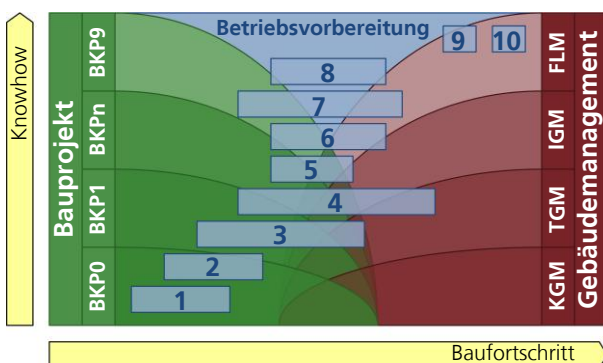 Knowhow
Bauprojekt
BKP9
BKPn
BKP1
BKP0
Betriebsvorbereitung
9
10
8
7
6
5
4
3
2
1
FLM
IGM
TGM
KGM
Gebäudemanagement
Baufortschritt